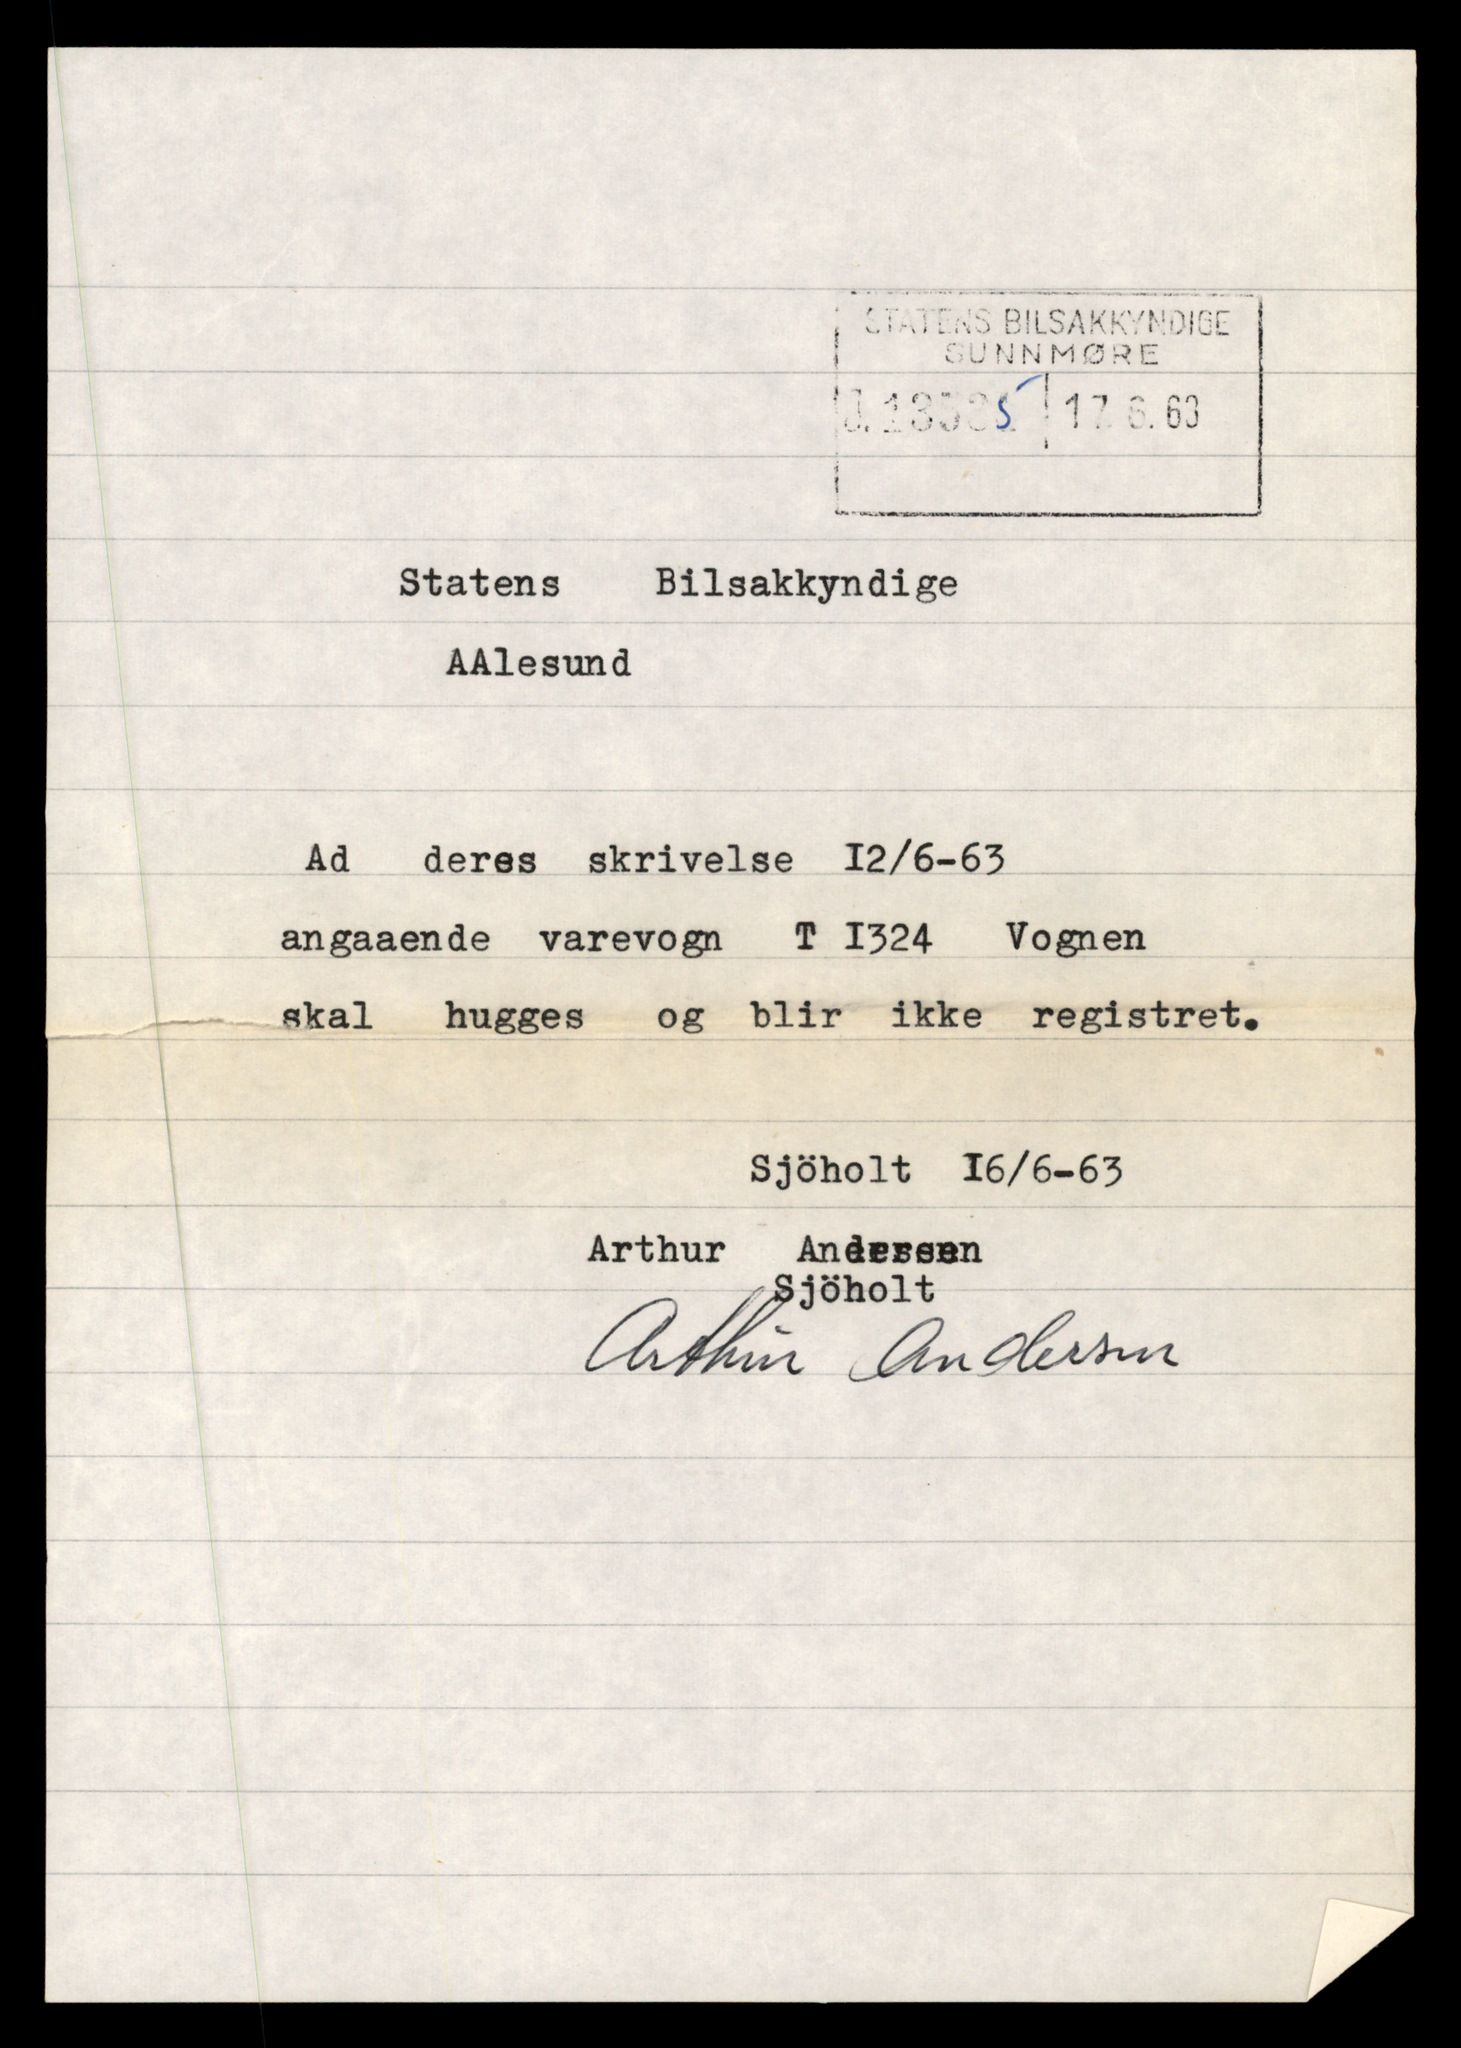 STATENS BILSAKKYNDIGE
SUNNMØRE
17. 6. 63
Statens Bilsakkyndige
AAlesund
Ad deres skrivelse I2/6-63
angaaende varevogn T I324 Vognen
skal hugges og blir ikke registret.
Sjöholt I6/6-63
Arthur Andersen
Sjöholt
Arthur Andersen